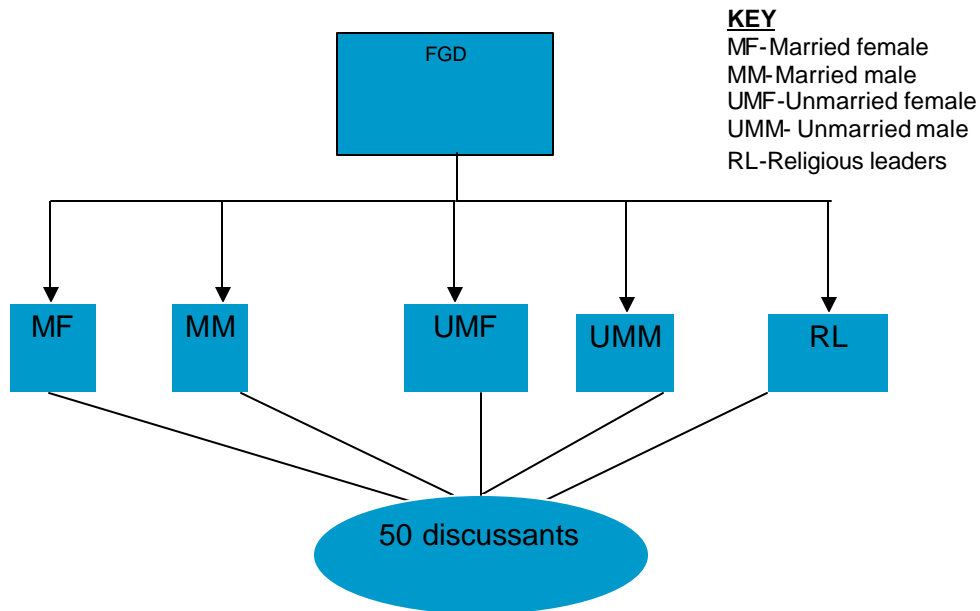 KEY
MF-Married female
MM-Married male
UMF-Unmarried female
UMM- Unmarried male
RL-Religious leaders
FGD
MF
MM
UMF
UMM
RL
50 discussants